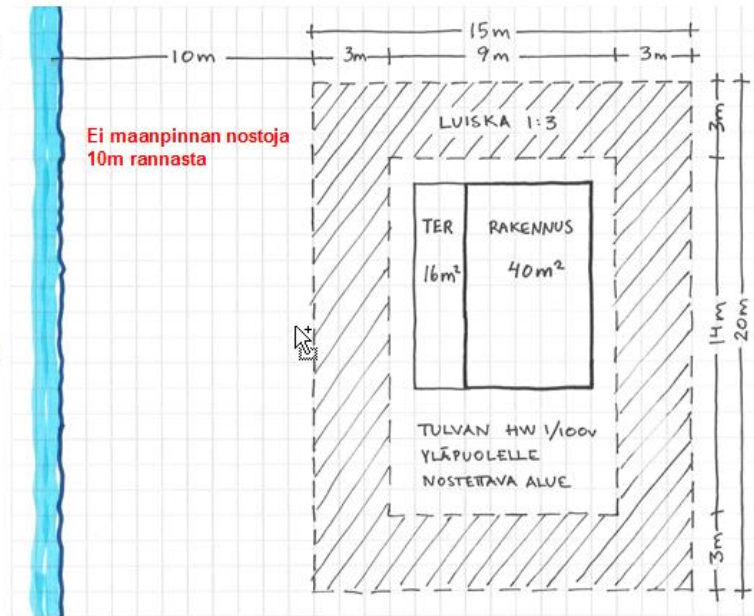 15m
10m
3m
9m
3m
Ei maanpinnan nostoja
10m rannasta
LUISKA 1:3
3m
TER
RAKENNUS
16m²
40m²
14m
20m
TULVAN HW 1/100v
YLÄPUOLELLE
NOSTETTAVA ALUE
3m